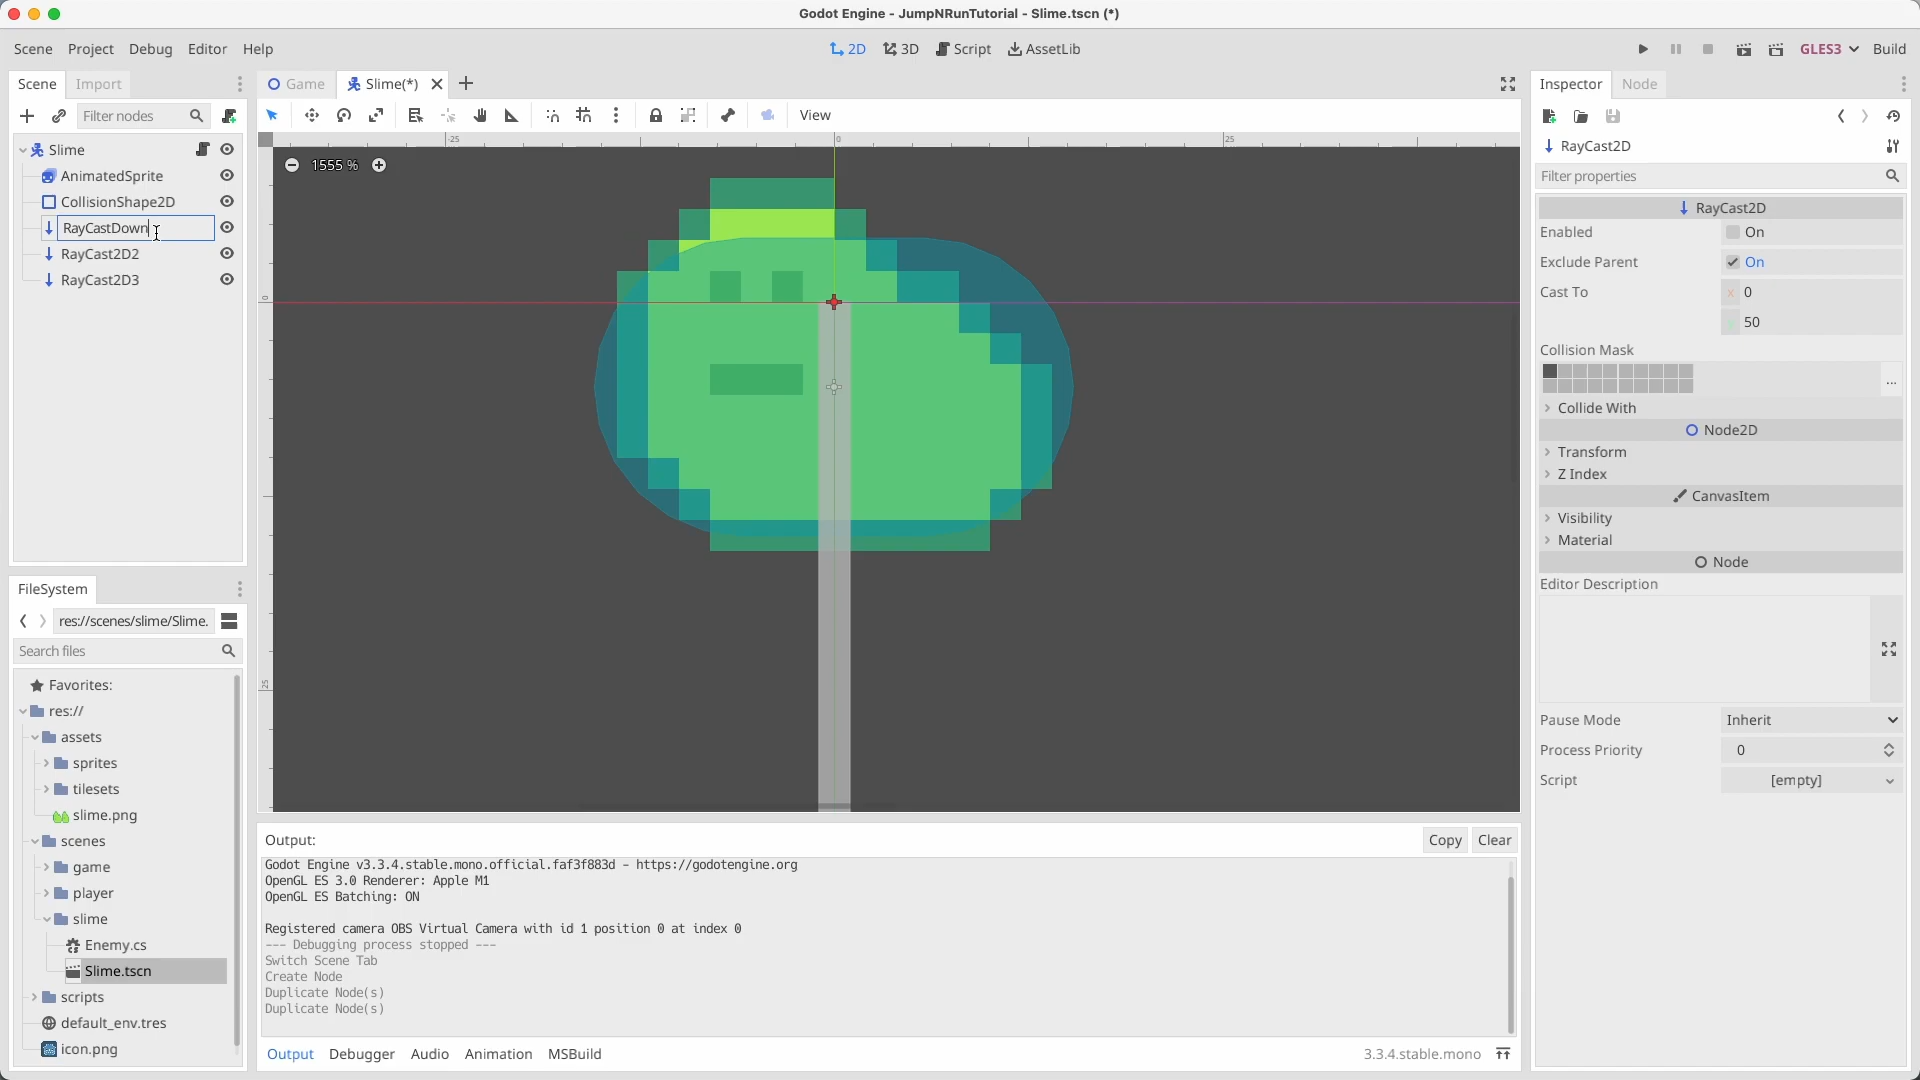 Godot Engine - JumpNRunTutorial - Slime.tscn (*)
Scene Project Debug Editor Help
2D 3D Script AssetLib
GLES3 Build
Scene Import
Game Slime(*)
Inspector Node
Filter nodes
View
Slime
AnimatedSprite
CollisionShape2D
RayCastDown
RayCast2D2
RayCast2D3
-25 0 25
1555 %
0
25
RayCast2D
Filter properties
RayCast2D
Enabled On
Exclude Parent On
Cast To x 0
50
Collision Mask
...
Collide With
Node2D
Transform
Z Index
CanvasItem
Visibility
Material
Node
Editor Description
Pause Mode Inherit
Process Priority 0
Script [empty]
FileSystem
res://scenes/slime/Slime.
Search files
Favorites:
res://
assets
sprites
tilesets
slime.png
scenes
game
player
slime
Enemy.cs
Slime.tscn
scripts
default_env.tres
icon.png
Output:
Copy Clear
Godot Engine v3.3.4.stable.mono.official.faf3f883d - https://godotengine.org
OpenGL ES 3.0 Renderer: Apple M1
OpenGL ES Batching: ON
Registered camera OBS Virtual Camera with id 1 position 0 at index 0
--- Debugging process stopped ---
Switch Scene Tab
Create Node
Duplicate Node(s)
Duplicate Node(s)
Output Debugger Audio Animation MSBuild
3.3.4.stable.mono